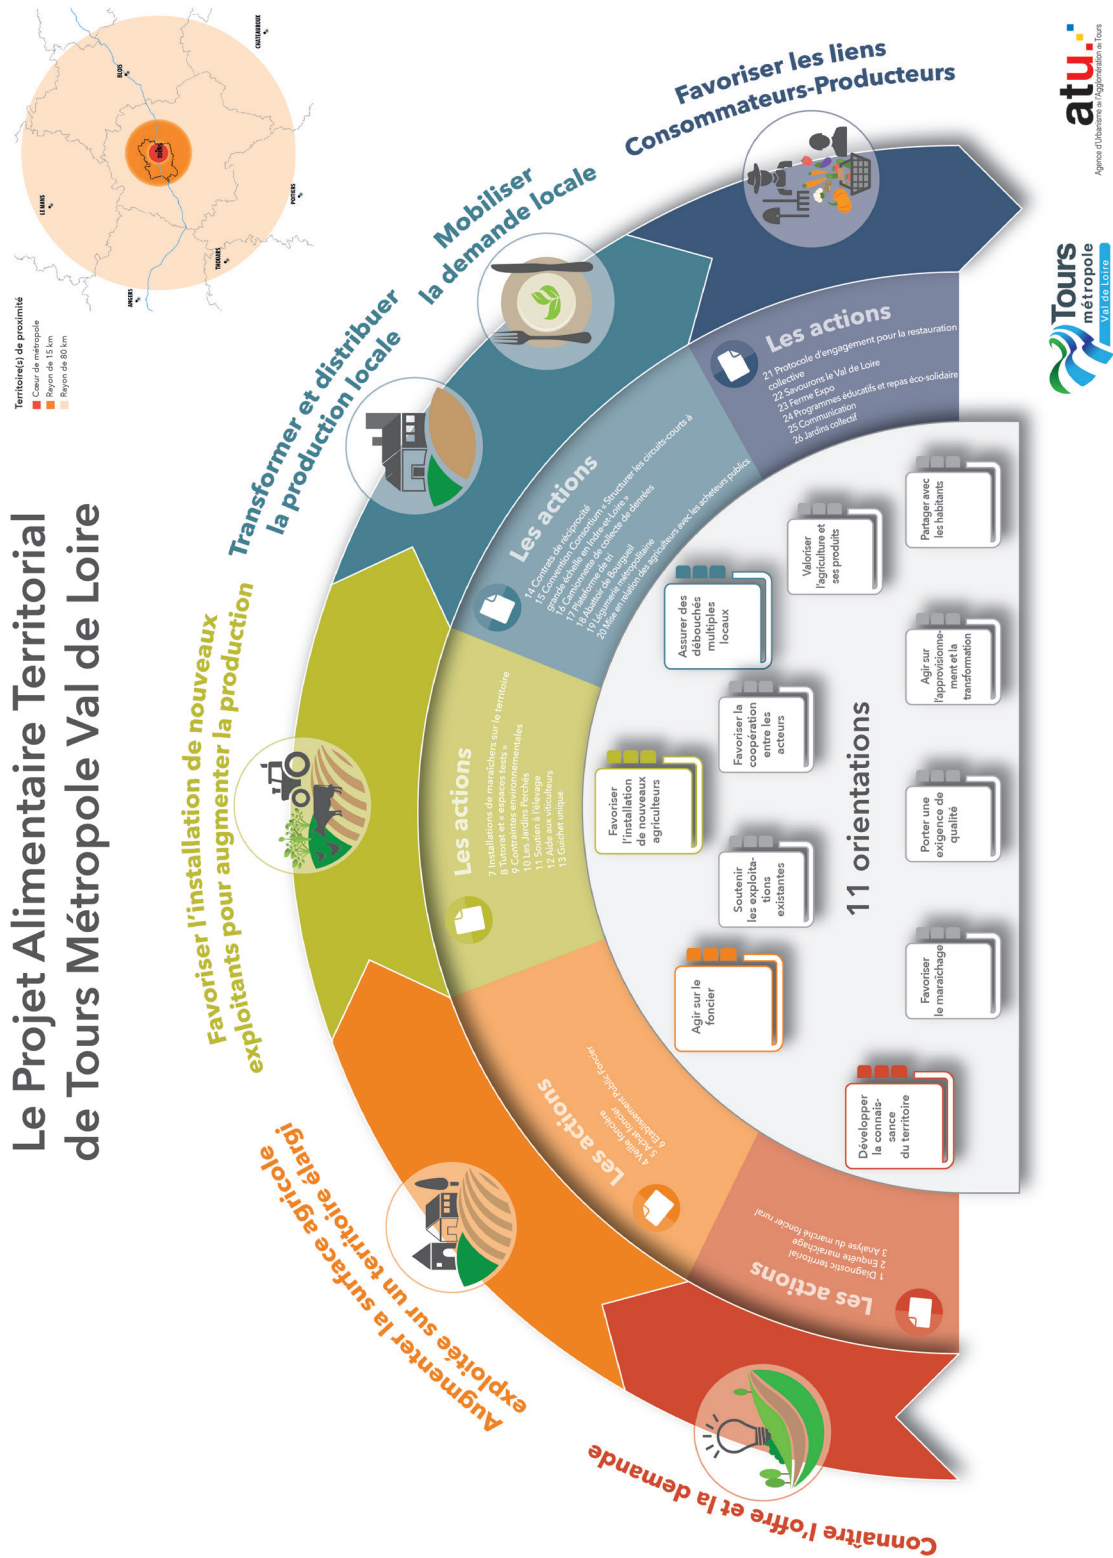 Le Projet Alimentaire Territorial
de Tours Métropole Val de Loire
Territoire(s) de proximité
Cœur de métropole
Rayon de 15 km
Rayon de 80 km
LE MANS
ANGERS
BLOIS
TOURS
THOUARS
POITIERS
CHATEAUROUX
Connaître l'offre et la demande
Augmenter la surface agricole
exploitée sur un territoire élargi
Favoriser l'installation de nouveaux
exploitants pour augmenter la production
Transformer et distribuer
la production locale
Mobiliser
la demande locale
Favoriser les liens
Consommateurs-Producteurs
Les actions
1 Diagnostic territorial
2 Enquête maraîchage
3 Analyse du marché foncier rural
Les actions
4 Veille foncière
5 Achat foncier
6 Etablissement Public Foncier
Les actions
7 Installations de maraîchers sur le territoire
8 Tutorat et « espaces tests »
9 Contraintes environnementales
10 Les Jardins Perchés
11 Soutien à l'élevage
12 Aide aux viticulteurs
13 Guichet unique
Les actions
14 Contrats de réciprocité
15 Convention Consortium « Structurer les circuits-courts à
grande échelle en Indre-et-Loire »
16 Camionnette de collecte de denrées
17 Plateforme de tri
18 Abattoir de Bourgueil
19 Légumerie métropolitaine
20 Mise en relation des agriculteurs avec les acheteurs publics
Les actions
21 Protocole d'engagement pour la restauration
collective
22 Savourons le Val de Loire
23 Ferme Expo
24 Programmes éducatifs et repas éco-solidaire
25 Communication
26 Jardins collectif
Développer
la connais-
sance
du territoire
Agir sur le
foncier
Favoriser
l'installation
de nouveaux
agriculteurs
Assurer des
débouchés
multiples
locaux
Soutenir
les exploita-
tions
existantes
Favoriser la
coopération
entre les
acteurs
Valoriser
l'agriculture et
ses produits
11 orientations
Favoriser
le maraîchage
Porter une
exigence de
qualité
Agir sur
l'approvisionne-
ment et la
transformation
Partager avec
les habitants
Tours
métropole
Val de Loire
atu.
Agence d'Urbanisme de l'Agglomération de Tours